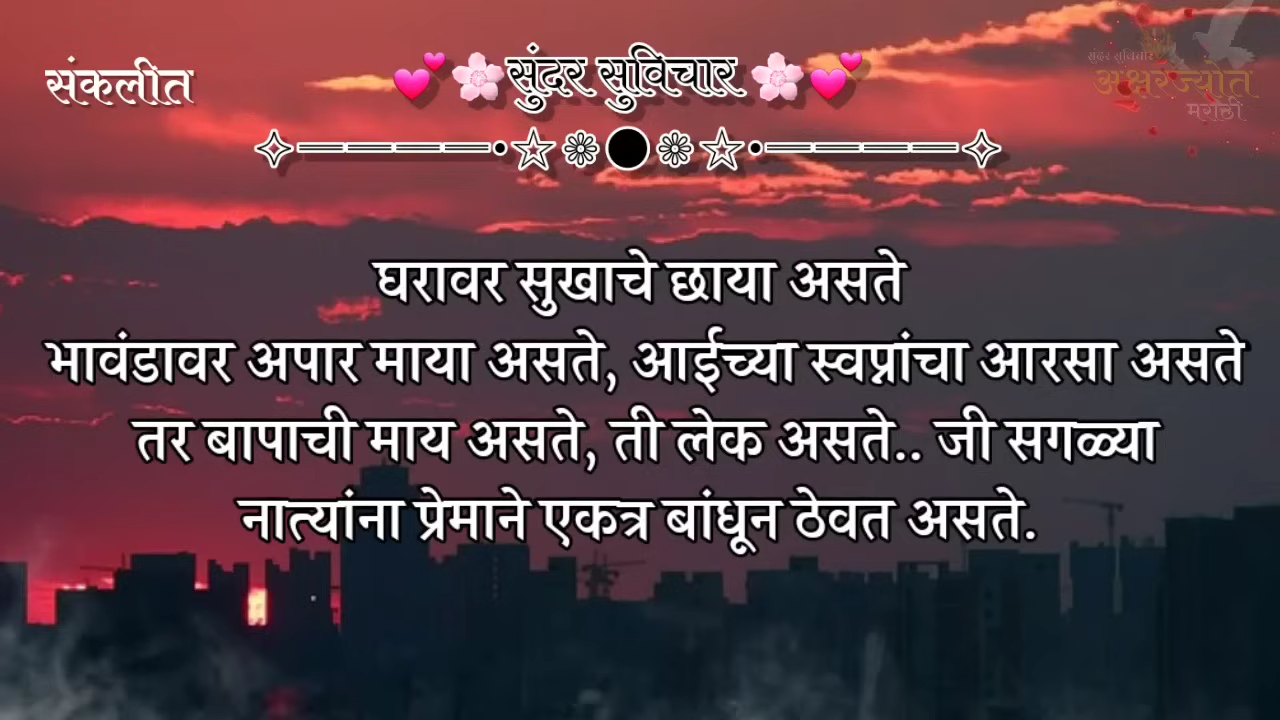 संकलीत
💕🌸सुंदर सुविचार🌸💕
सुंदर सुविचार
अक्षरज्योत
मराठी
घरावर सुखाचे छाया असते
भावंडावर अपार माया असते, आईच्या स्वप्नांचा आरसा असते
तर बापाची माय असते, ती लेक असते.. जी सगळ्या
नात्यांना प्रेमाने एकत्र बांधून ठेवत असते.